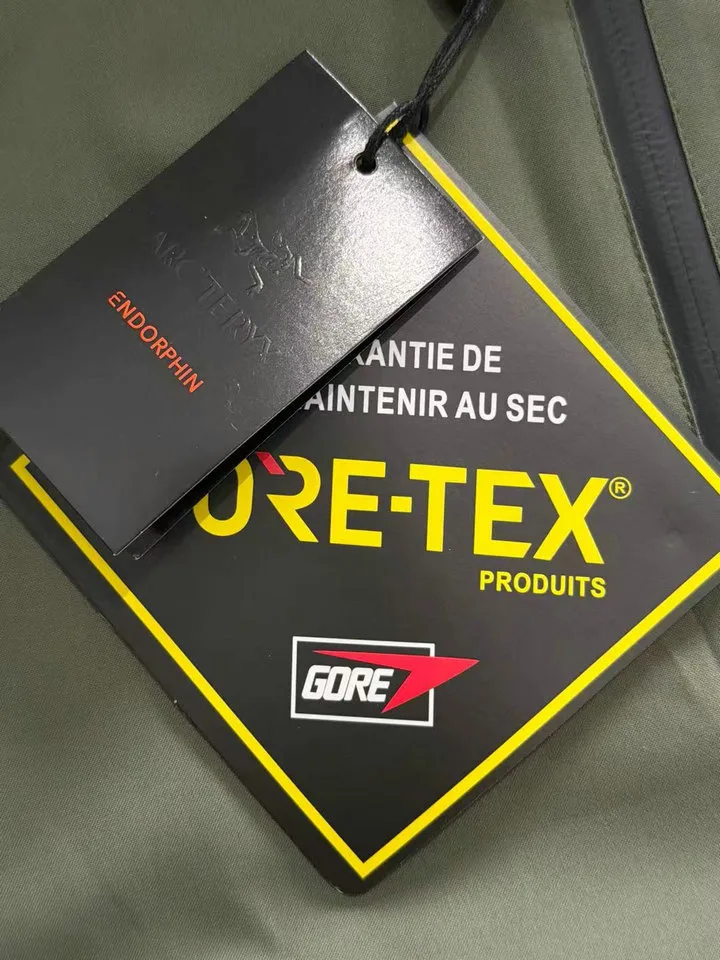 ARC'TERYX
ENDORPHIN
RANTIE DE
AINTENIR AU SEC
ORE-TEX®
PRODUITS
GORE